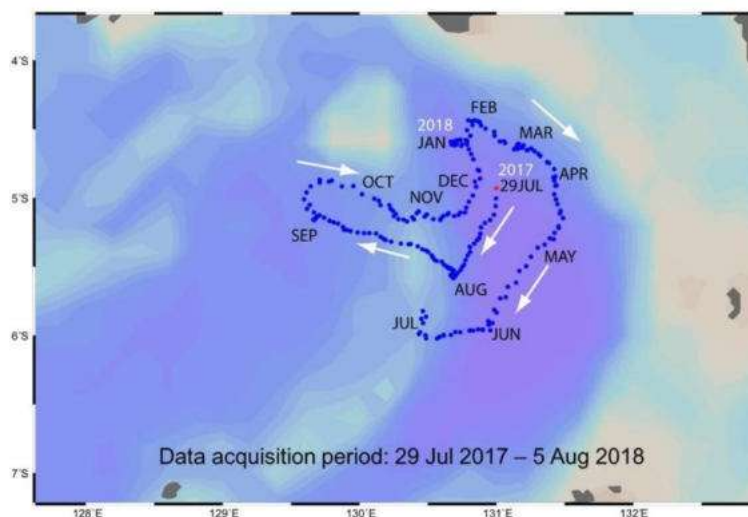 4°S
FEB
2018
MAR
JAN
2017
APR
OCT
DEC
29JUL
NOV
5°S
SEP
MAY
AUG
JUL
JUN
6°S
Data acquisition period: 29 Jul 2017 – 5 Aug 2018
7°S
128°E
129°E
130°E
131°E
132°E